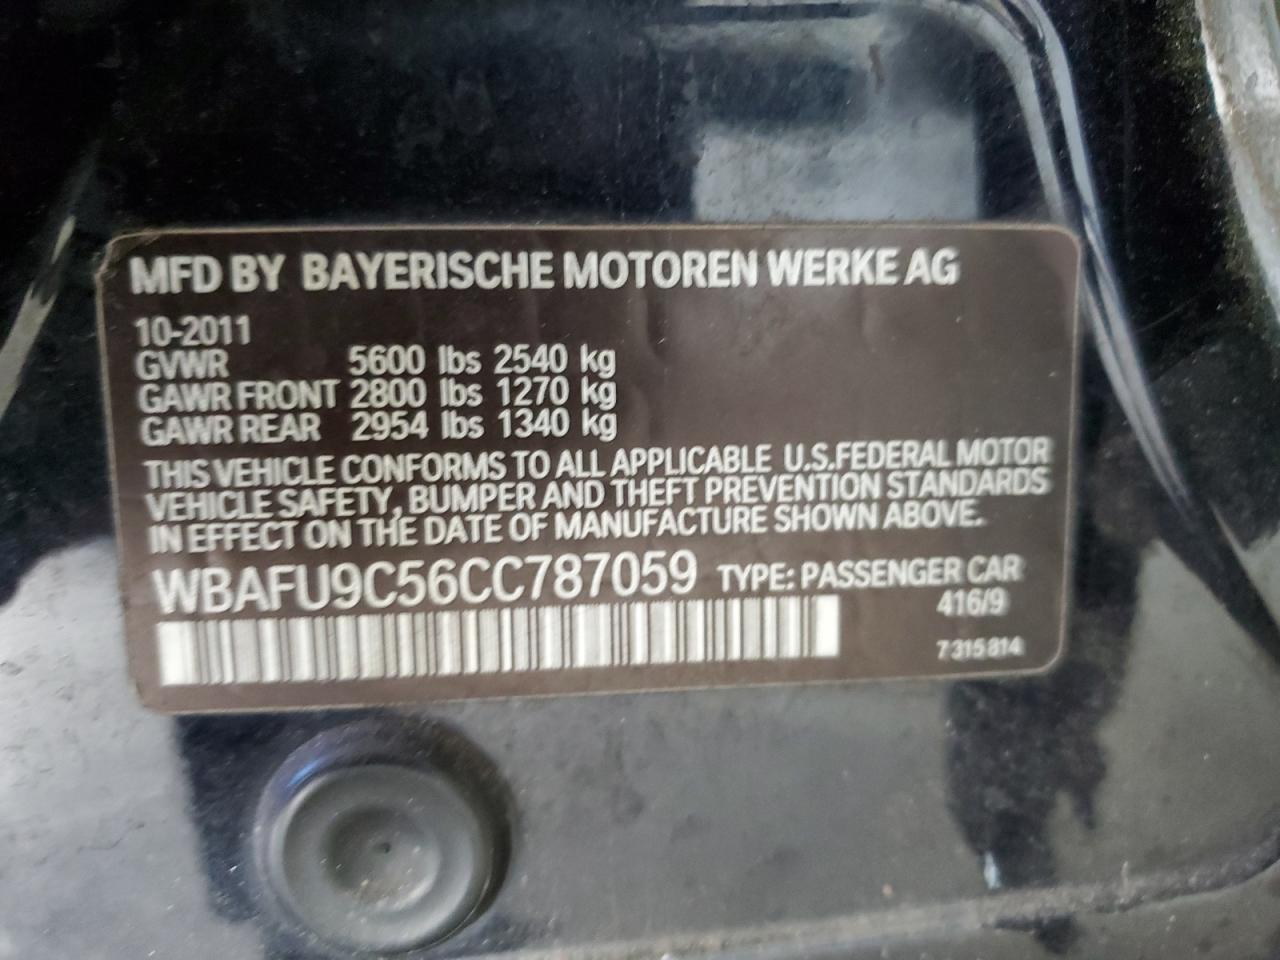 MFD BY BAYERISCHE MOTOREN WERKE AG
10-2011
GVWR 5600 lbs 2540 kg
GAWR FRONT 2800 lbs 1270 kg
GAWR REAR 2954 lbs 1340 kg
THIS VEHICLE CONFORMS TO ALL APPLICABLE U.S.FEDERAL MOTOR
VEHICLE SAFETY, BUMPER AND THEFT PREVENTION STANDARDS
IN EFFECT ON THE DATE OF MANUFACTURE SHOWN ABOVE.
WBAFU9C56CC787059 TYPE: PASSENGER CAR
416/9
7 315 814